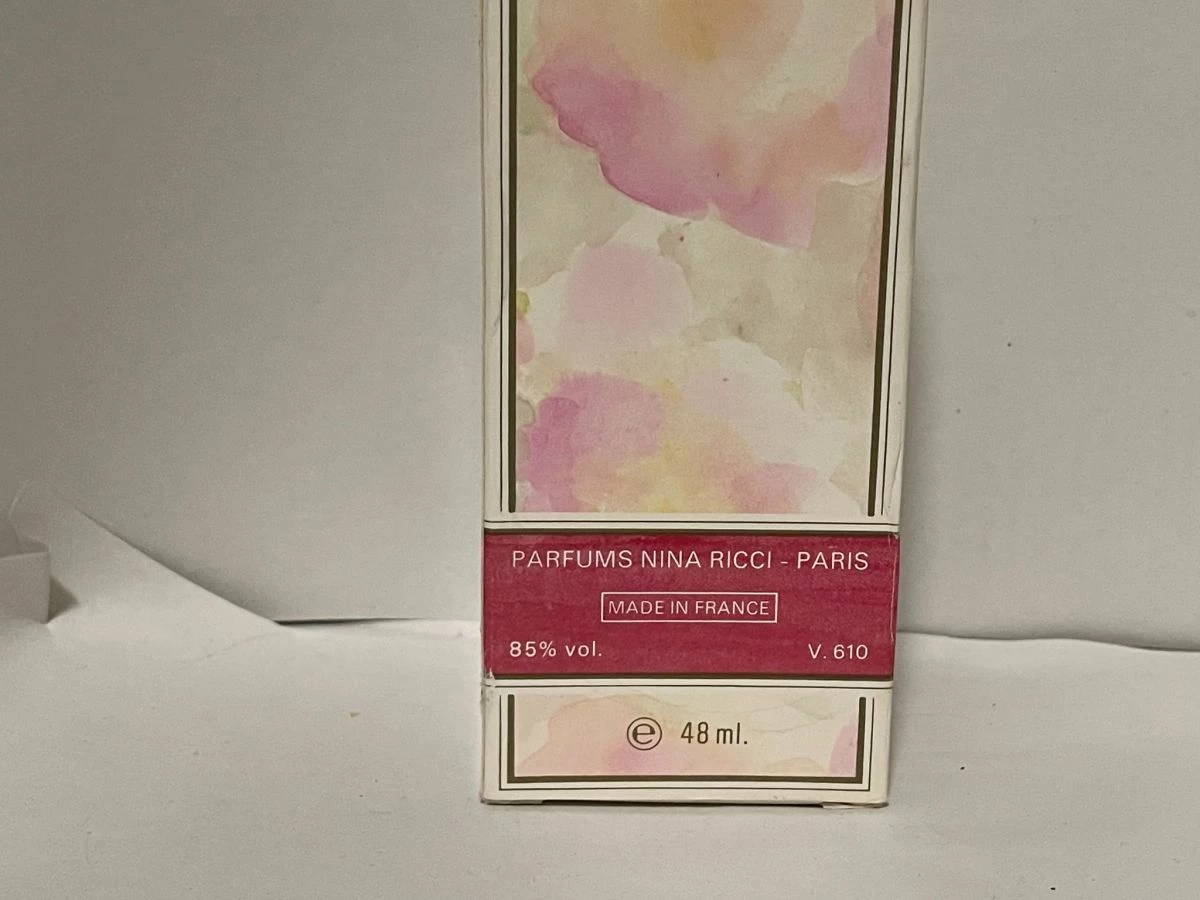 PARFUMS NINA RICCI - PARIS
MADE IN FRANCE
85% vol. V. 610
℮ 48 ml.